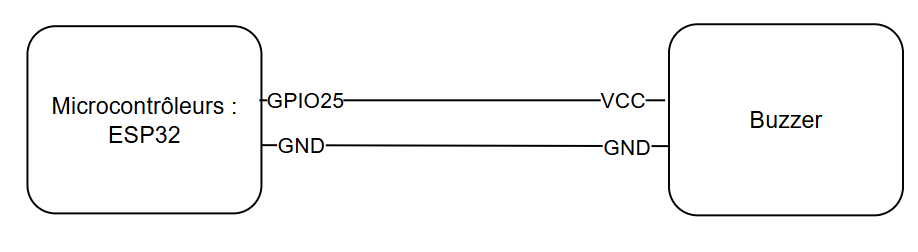 Microcontrôleurs :
ESP32
GPIO25
GND
VCC
GND
Buzzer